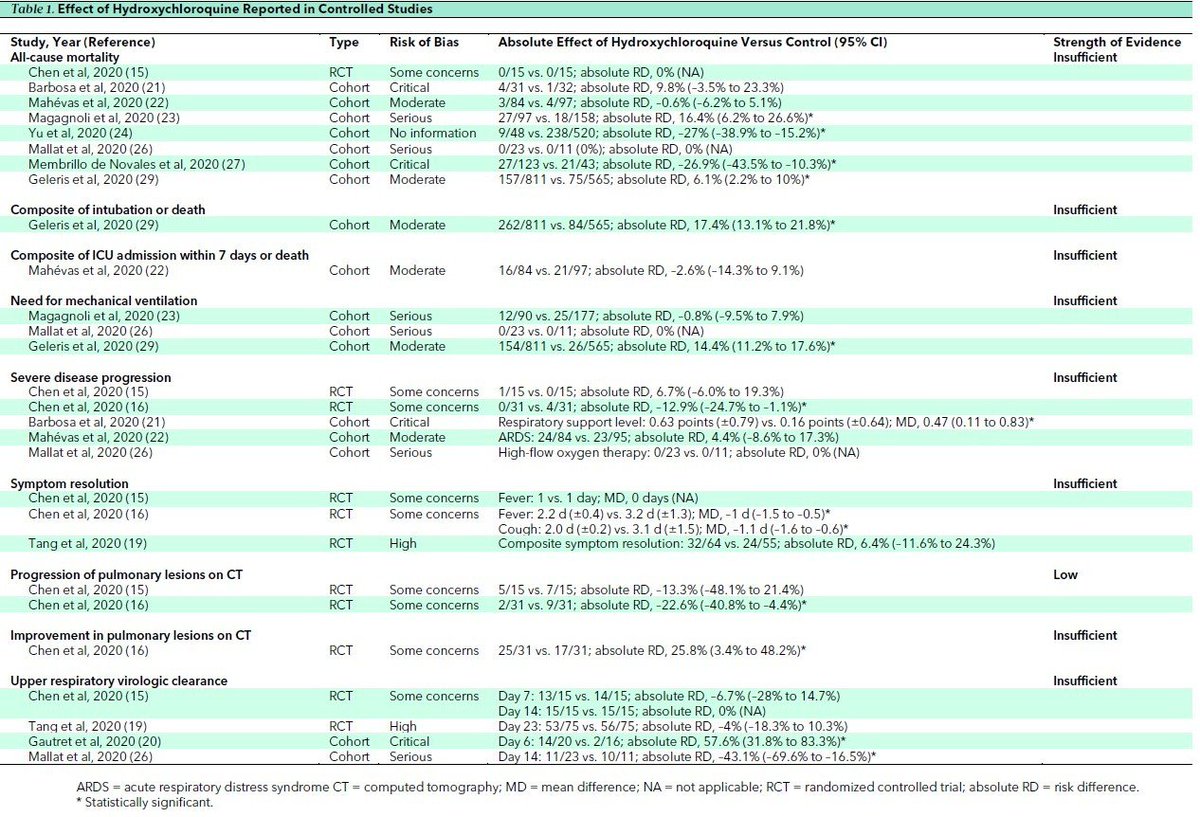 Table 1. Effect of Hydroxychloroquine Reported in Controlled Studies
Study, Year (Reference) Type Risk of Bias Absolute Effect of Hydroxychloroquine Versus Control (95% CI) Strength of Evidence
All-cause mortality Insufficient
Chen et al, 2020 (15) RCT Some concerns 0/15 vs. 0/15; absolute RD, 0% (NA)
Barbosa et al, 2020 (21) Cohort Critical 4/31 vs. 1/32; absolute RD, 9.8% (–3.5% to 23.3%)
Mahévas et al, 2020 (22) Cohort Moderate 3/84 vs. 4/97; absolute RD, –0.6% (–6.2% to 5.1%)
Magagnoli et al, 2020 (23) Cohort Serious 27/97 vs. 18/158; absolute RD, 16.4% (6.2% to 26.6%)*
Yu et al, 2020 (24) Cohort No information 9/48 vs. 238/520; absolute RD, –27% (–38.9% to –15.2%)*
Mallat et al, 2020 (26) Cohort Serious 0/23 vs. 0/11 (0%); absolute RD, 0% (NA)
Membrillo de Novales et al, 2020 (27) Cohort Critical 27/123 vs. 21/43; absolute RD, –26.9% (–43.5% to –10.3%)*
Geleris et al, 2020 (29) Cohort Moderate 157/811 vs. 75/565; absolute RD, 6.1% (2.2% to 10%)*
Composite of intubation or death Insufficient
Geleris et al, 2020 (29) Cohort Moderate 262/811 vs. 84/565; absolute RD, 17.4% (13.1% to 21.8%)*
Composite of ICU admission within 7 days or death Insufficient
Mahévas et al, 2020 (22) Cohort Moderate 16/84 vs. 21/97; absolute RD, –2.6% (–14.3% to 9.1%)
Need for mechanical ventilation Insufficient
Magagnoli et al, 2020 (23) Cohort Serious 12/90 vs. 25/177; absolute RD, –0.8% (–9.5% to 7.9%)
Mallat et al, 2020 (26) Cohort Serious 0/23 vs. 0/11; absolute RD, 0% (NA)
Geleris et al, 2020 (29) Cohort Moderate 154/811 vs. 26/565; absolute RD, 14.4% (11.2% to 17.6%)*
Severe disease progression Insufficient
Chen et al, 2020 (15) RCT Some concerns 1/15 vs. 0/15; absolute RD, 6.7% (–6.0% to 19.3%)
Chen et al, 2020 (16) RCT Some concerns 0/31 vs. 4/31; absolute RD, –12.9% (–24.7% to –1.1%)*
Barbosa et al, 2020 (21) Cohort Critical Respiratory support level: 0.63 points (±0.79) vs. 0.16 points (±0.64); MD, 0.47 (0.11 to 0.83)*
Mahévas et al, 2020 (22) Cohort Moderate ARDS: 24/84 vs. 23/95; absolute RD, 4.4% (–8.6% to 17.3%)
Mallat et al, 2020 (26) Cohort Serious High-flow oxygen therapy: 0/23 vs. 0/11; absolute RD, 0% (NA)
Symptom resolution Insufficient
Chen et al, 2020 (15) RCT Some concerns Fever: 1 vs. 1 day; MD, 0 days (NA)
Chen et al, 2020 (16) RCT Some concerns Fever: 2.2 d (±0.4) vs. 3.2 d (±1.3); MD, –1 d (–1.5 to –0.5)*
Cough: 2.0 d (±0.2) vs. 3.1 d (±1.5); MD, –1.1 d (–1.6 to –0.6)*
Tang et al, 2020 (19) RCT High Composite symptom resolution: 32/64 vs. 24/55; absolute RD, 6.4% (–11.6% to 24.3%)
Progression of pulmonary lesions on CT Low
Chen et al, 2020 (15) RCT Some concerns 5/15 vs. 7/15; absolute RD, –13.3% (–48.1% to 21.4%)
Chen et al, 2020 (16) RCT Some concerns 2/31 vs. 9/31; absolute RD, –22.6% (–40.8% to –4.4%)*
Improvement in pulmonary lesions on CT Insufficient
Chen et al, 2020 (16) RCT Some concerns 25/31 vs. 17/31; absolute RD, 25.8% (3.4% to 48.2%)*
Upper respiratory virologic clearance Insufficient
Chen et al, 2020 (15) RCT Some concerns Day 7: 13/15 vs. 14/15; absolute RD, –6.7% (–28% to 14.7%)
Day 14: 15/15 vs. 15/15; absolute RD, 0% (NA)
Tang et al, 2020 (19) RCT High Day 23: 53/75 vs. 56/75; absolute RD, –4% (–18.3% to 10.3%)
Gautret et al, 2020 (20) Cohort Critical Day 6: 14/20 vs. 2/16; absolute RD, 57.6% (31.8% to 83.3%)*
Mallat et al, 2020 (26) Cohort Serious Day 14: 11/23 vs. 10/11; absolute RD, –43.1% (–69.6% to –16.5%)*
ARDS = acute respiratory distress syndrome CT = computed tomography; MD = mean difference; NA = not applicable; RCT = randomized controlled trial; absolute RD = risk difference.
* Statistically significant.